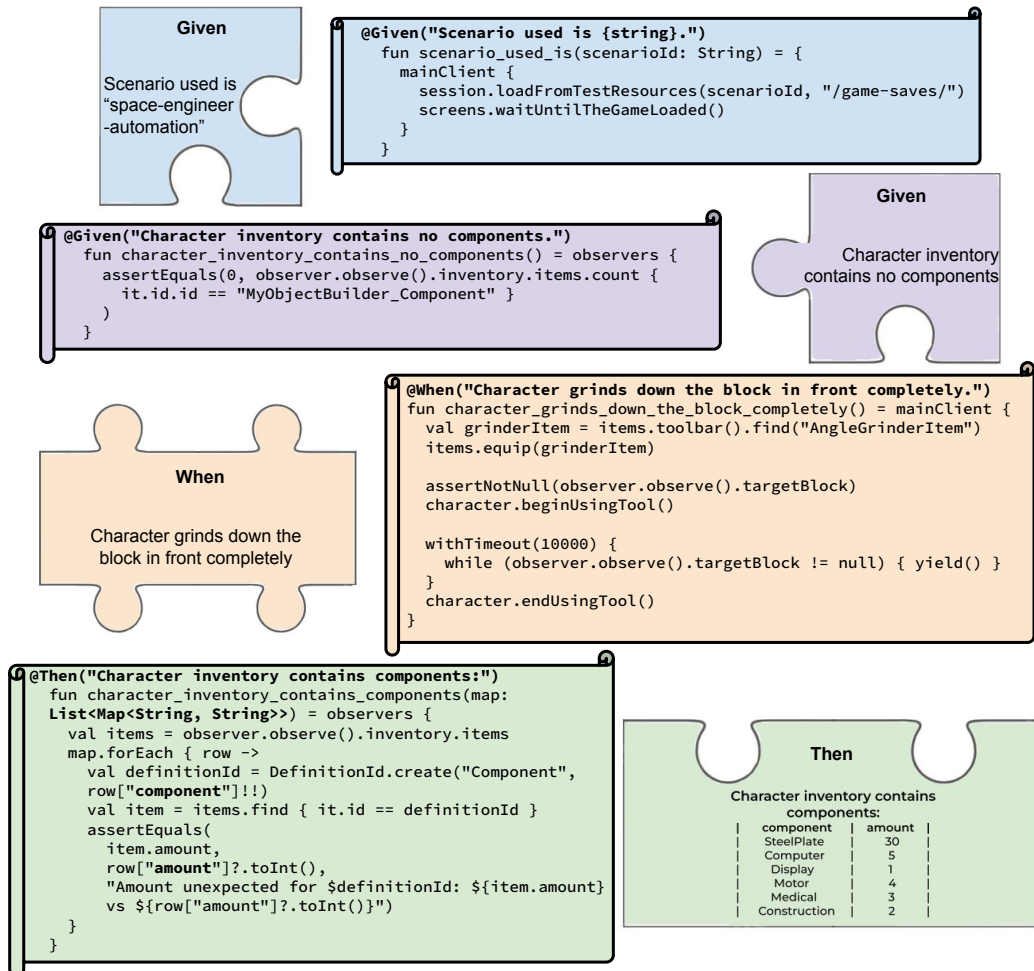 Given
Scenario used is
“space-engineer
-automation”
@Given("Scenario used is {string}.")
fun scenario_used_is(scenarioId: String) = {
mainClient {
session.loadFromTestResources(scenarioId, "/game-saves/")
screens.waitUntilTheGameLoaded()
}
}
@Given("Character inventory contains no components.")
fun character_inventory_contains_no_components() = observers {
assertEquals(0, observer.observe().inventory.items.count {
it.id.id == "MyObjectBuilder_Component" }
)
}
Given
Character inventory
contains no components
When
Character grinds down the
block in front completely
@When("Character grinds down the block in front completely.")
fun character_grinds_down_the_block_completely() = mainClient {
val grinderItem = items.toolbar().find("AngleGrinderItem")
items.equip(grinderItem)
assertNotNull(observer.observe().targetBlock)
character.beginUsingTool()
withTimeout(10000) {
while (observer.observe().targetBlock != null) { yield() }
}
character.endUsingTool()
}
@Then("Character inventory contains components:")
fun character_inventory_contains_components(map:
List<Map<String, String>>) = observers {
val items = observer.observe().inventory.items
map.forEach { row ->
val definitionId = DefinitionId.create("Component",
row["component"]!!)
val item = items.find { it.id == definitionId }
assertEquals(
item.amount,
row["amount"]?.toInt(),
"Amount unexpected for $definitionId: ${item.amount}
vs ${row["amount"]?.toInt()}")
}
}
Then
Character inventory contains
components:
| component | amount |
| SteelPlate | 30 |
| Computer | 5 |
| Display | 1 |
| Motor | 4 |
| Medical | 3 |
| Construction | 2 |